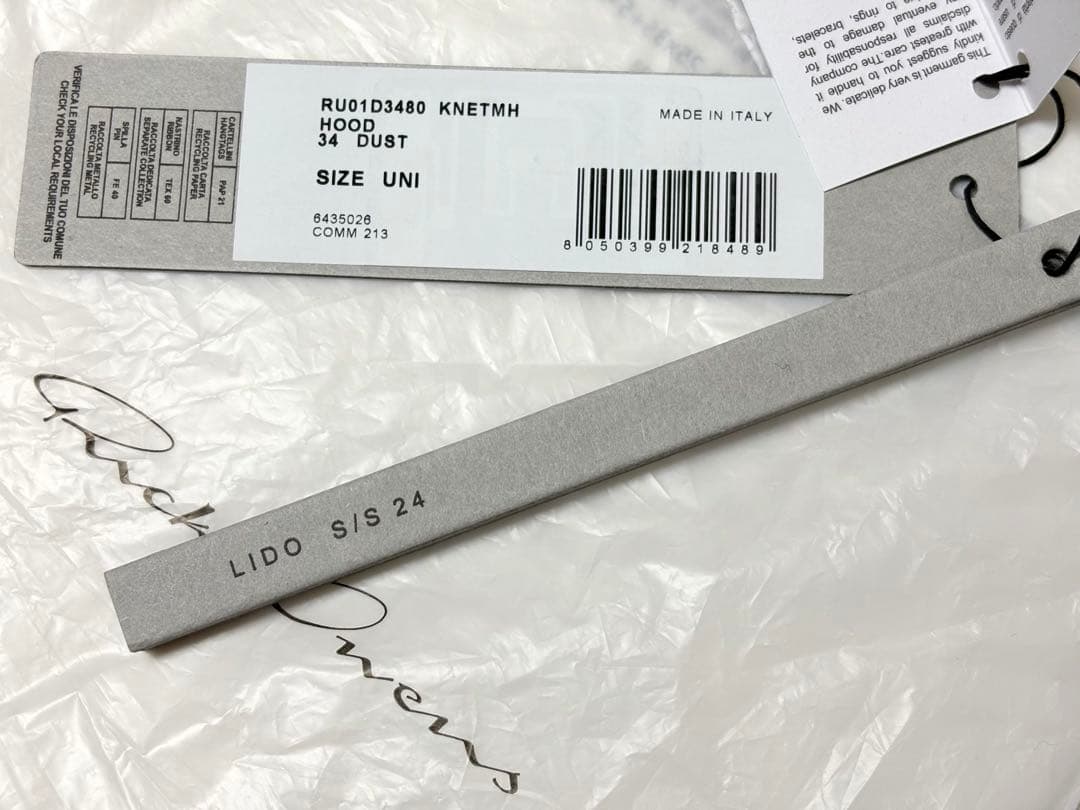 RU01D3480 KNETMH
HOOD
34 DUST
SIZE UNI
6435026
COMM 213
MADE IN ITALY
8 050399 218489
VERIFICA LE DISPOSIZIONI DEL TUO COMUNE
CHECK YOUR LOCAL REQUIREMENTS
CARTELLINI
HANGTAGS
PAP 21
RACCOLTA CARTA
RECYCLING PAPER
NASTRINO
RIBBON
TEX 60
RACCOLTA DEDICATA
SEPARATE COLLECTION
SPILLA
PIN
FE 40
RACCOLTA METALLO
RECYCLING METAL
This garment is very delicate. We
kindly suggest you to handle it
with greatest care. The company
disclaims all responsability for
eventual damage to the
to rings, bracelets,
LIDO S/S 24
Rick
Owens